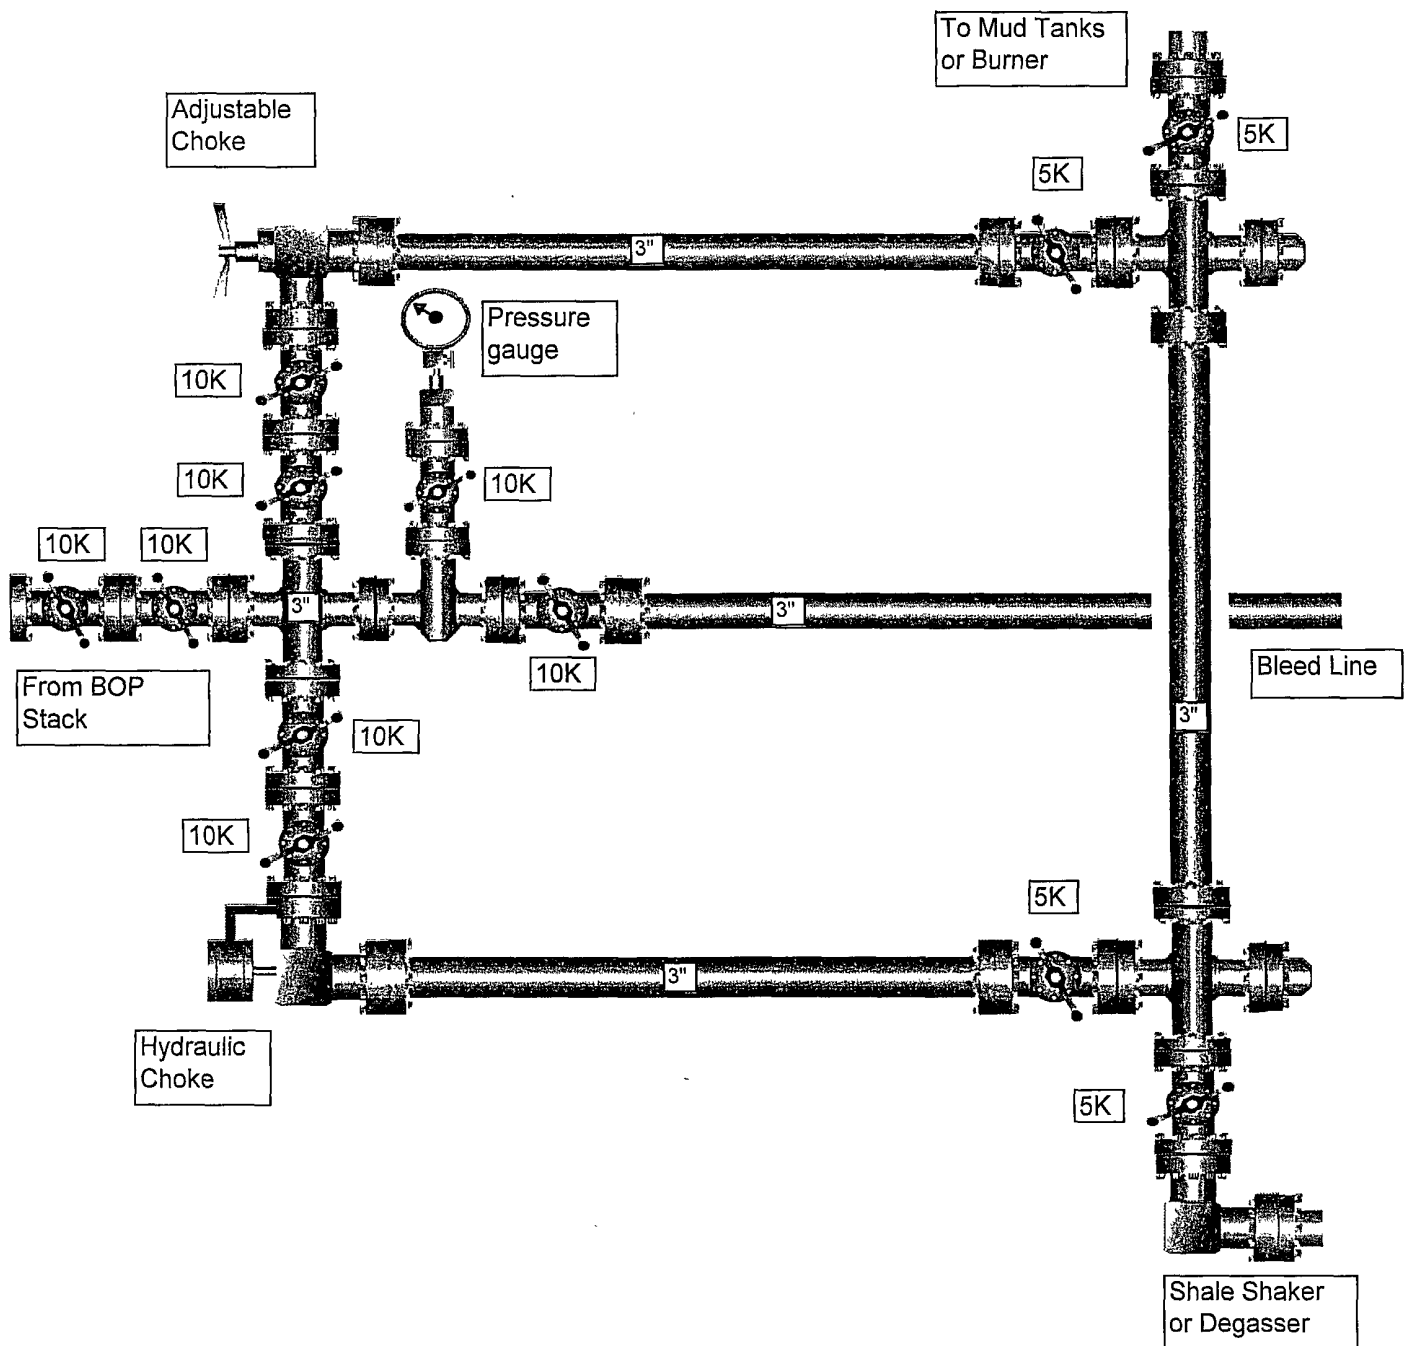 To Mud Tanks
or Burner
Adjustable
Choke
5K
5K
3"
Pressure
gauge
10K
10K
10K
10K
10K
3"
3"
10K
From BOP
Stack
Bleed Line
3"
10K
10K
5K
3"
Hydraulic
Choke
5K
Shale Shaker
or Degasser